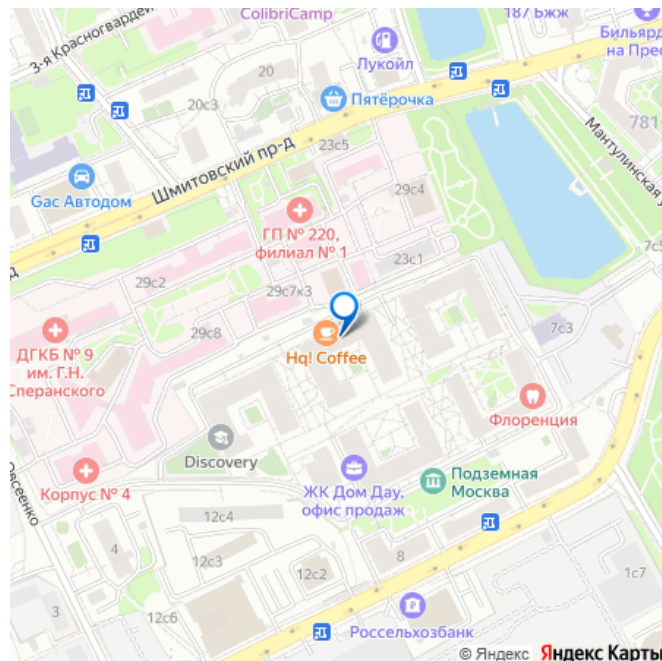 ColibriCamp
187 Бжж
3-я Красногвардей
Лукойл
Бильярд
на Прес
20
20с3
Пятёрочка
781
23с5
Шмитовский пр-д
Мантулинская у
Gac Автодом
29с4
ГП № 220,
филиал № 1
7с5
23с1
д
29с2
29с7к3
7с3
29с8
ДГКБ № 9
им. Г.Н.
Сперанского
Hq! Coffee
Флоренция
Discovery
Корпус № 4
ЖК Дом Дау,
офис продаж
Подземная
Москва
Овсеенко
12с4
4
12с3
8
12с2
1с7
3
12с6
Россельхозбанк
© Яндекс Яндекс Карты